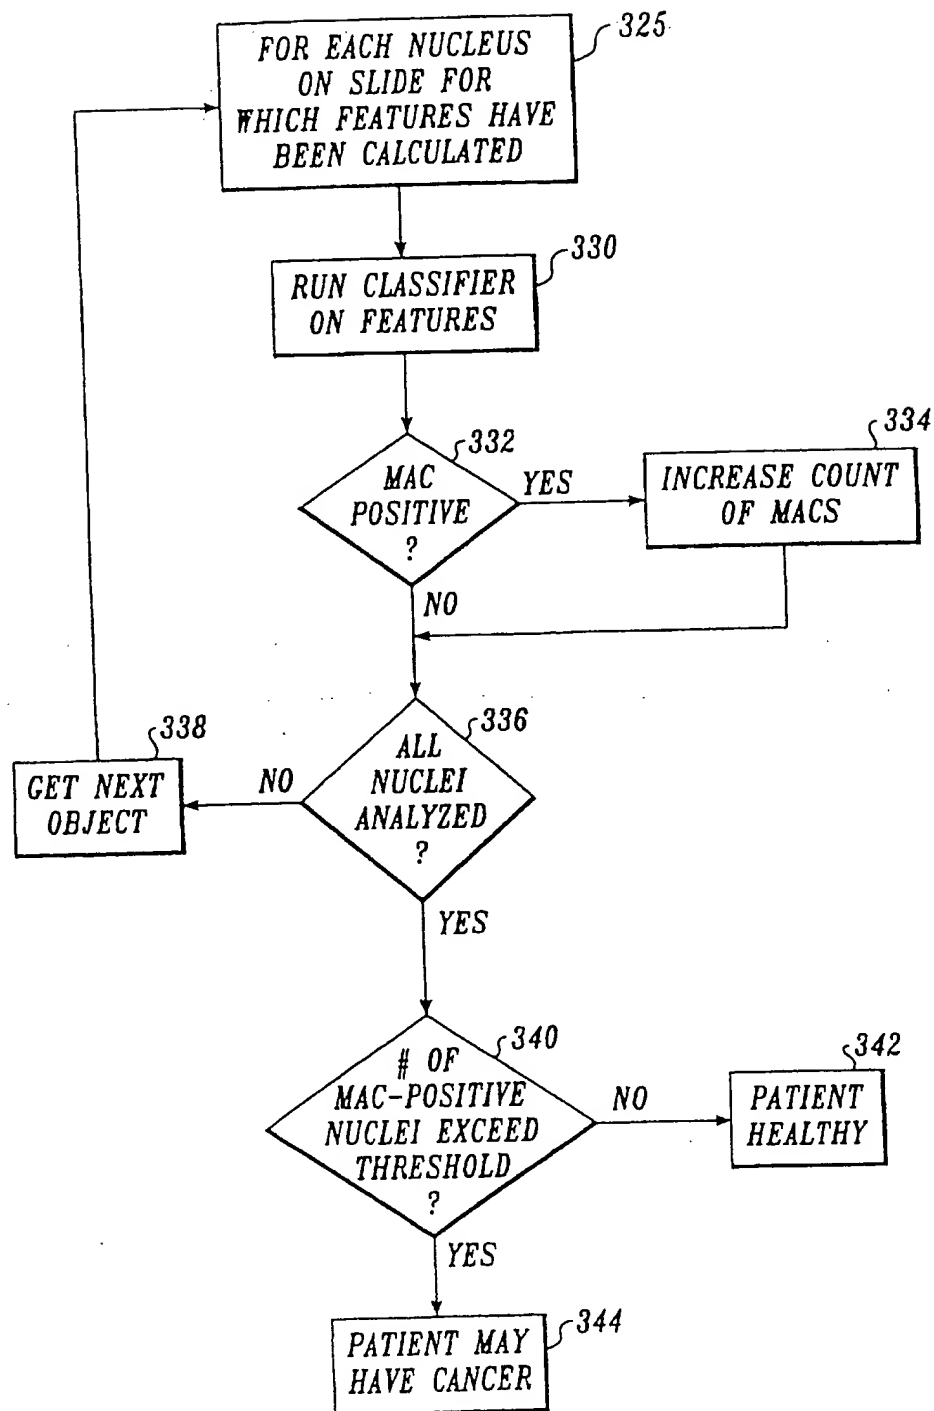 325
FOR EACH NUCLEUS
ON SLIDE FOR
WHICH FEATURES HAVE
BEEN CALCULATED
330
RUN CLASSIFIER
ON FEATURES
332
MAC
POSITIVE
?
YES
334
INCREASE COUNT
OF MACS
NO
336
ALL
NUCLEI
ANALYZED
?
NO
338
GET NEXT
OBJECT
YES
340
# OF
MAC-POSITIVE
NUCLEI EXCEED
THRESHOLD
?
NO
342
PATIENT
HEALTHY
YES
344
PATIENT MAY
HAVE CANCER